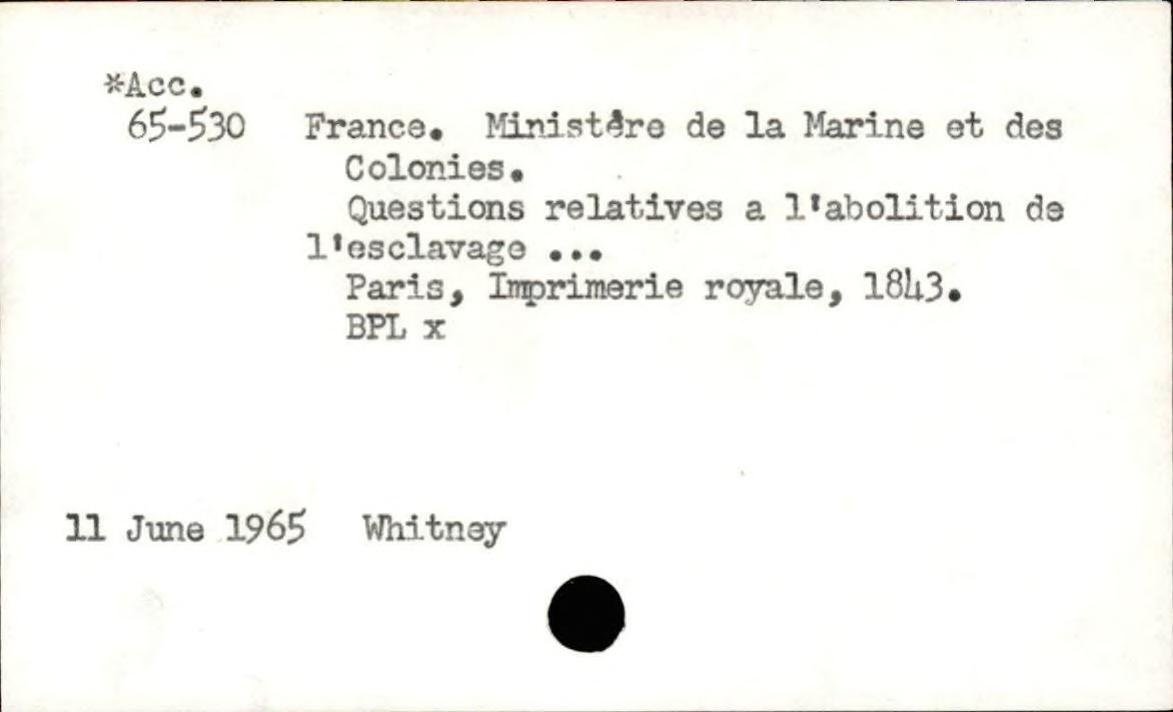 *Acc.
65-530 France. Ministère de la Marine et des
Colonies.
Questions relatives a l'abolition de
l'esclavage ...
Paris, Imprimerie royale, 1843.
BPL x
11 June 1965 Whitney